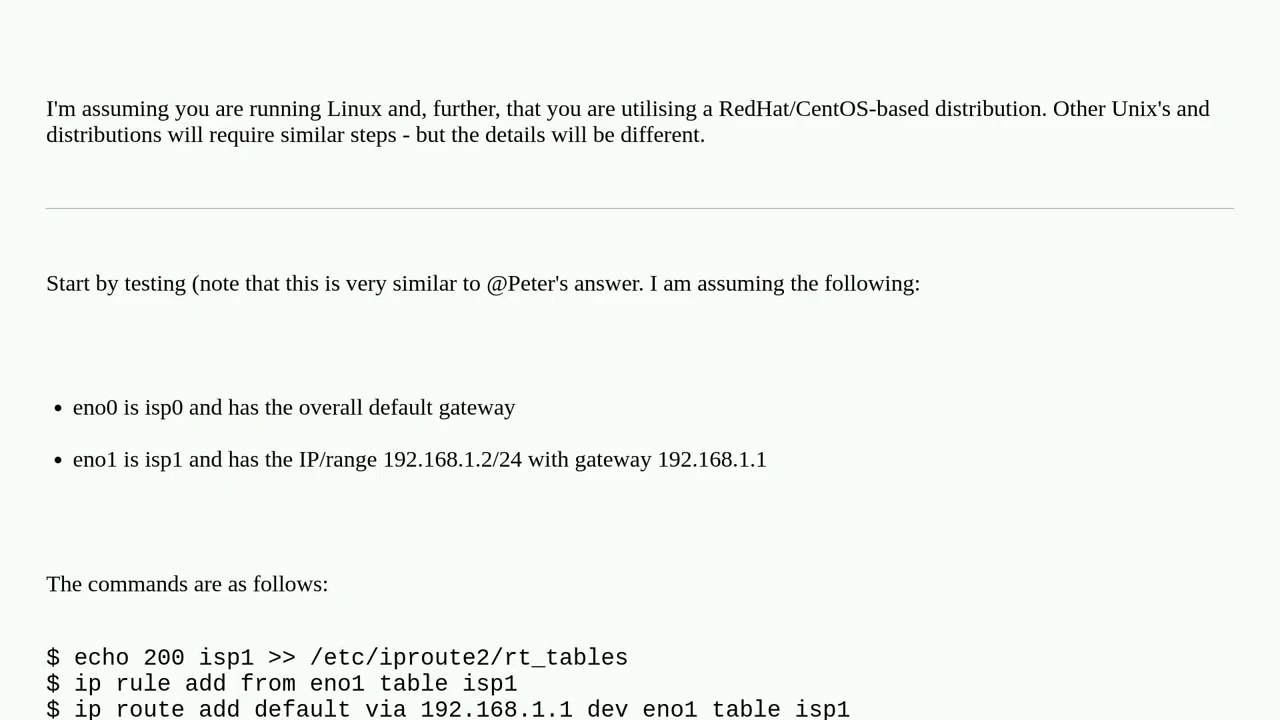 I'm assuming you are running Linux and, further, that you are utilising a RedHat/CentOS-based distribution. Other Unix's and
distributions will require similar steps - but the details will be different.
Start by testing (note that this is very similar to @Peter's answer. I am assuming the following:
• eno0 is isp0 and has the overall default gateway
• eno1 is isp1 and has the IP/range 192.168.1.2/24 with gateway 192.168.1.1
The commands are as follows:
$ echo 200 isp1 >> /etc/iproute2/rt_tables
$ ip rule add from eno1 table isp1
$ ip route add default via 192.168.1.1 dev eno1 table isp1